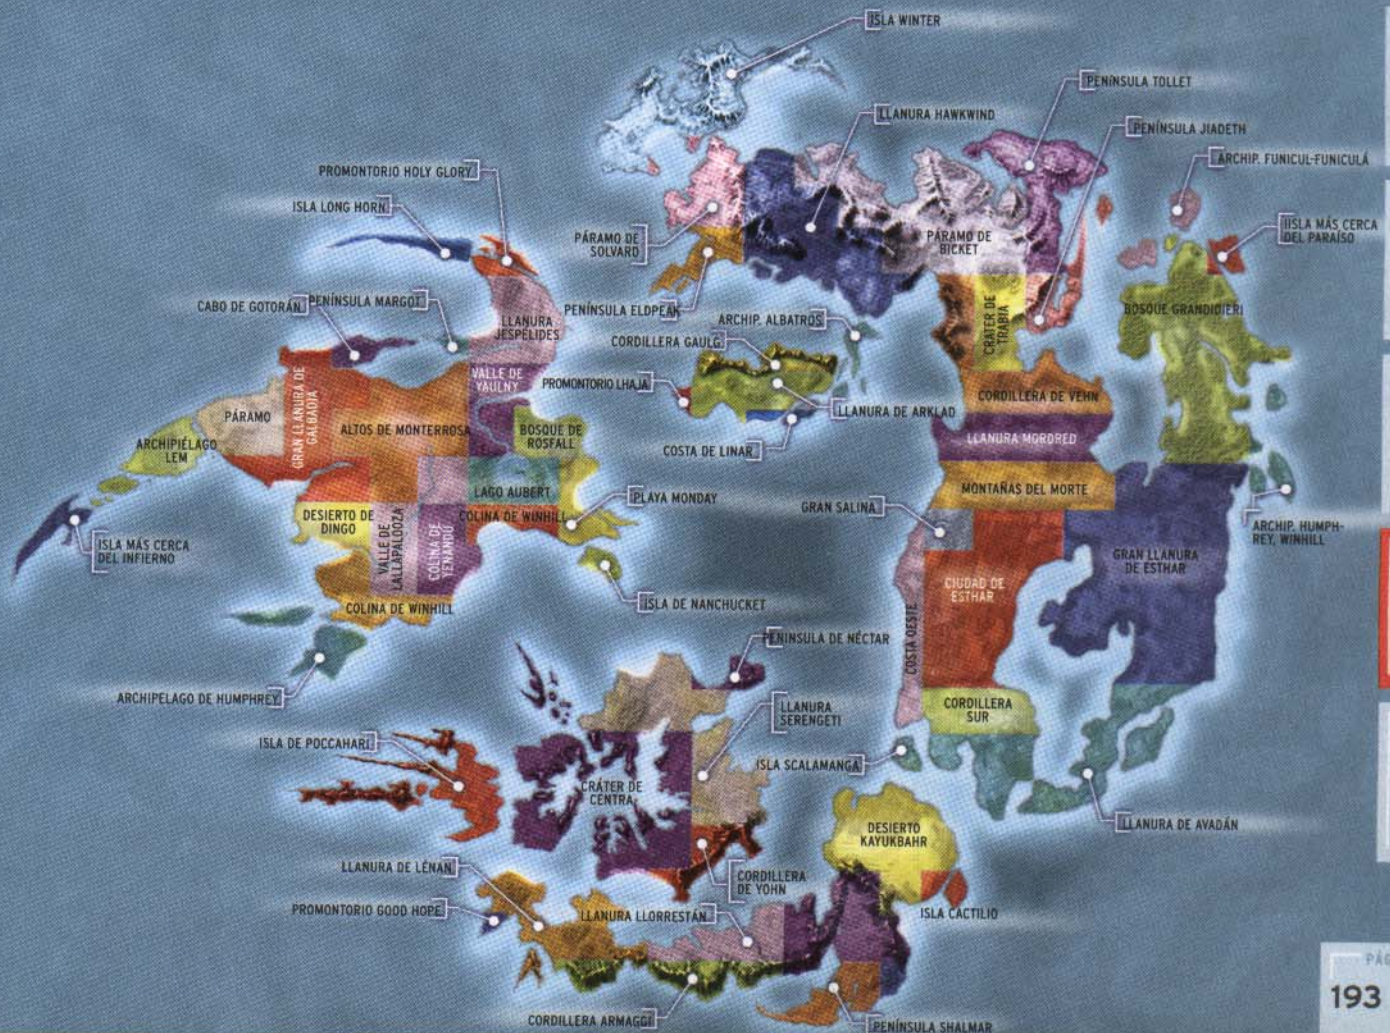 ISLA WINTER
PENÍNSULA TOLLET
LLANURA HAWKWIND
PENÍNSULA JIADETH
ARCHIP. FUNICUL-FUNICULÁ
PROMONTORIO HOLY GLORY
ISLA LONG HORN
PÁRAMO DE
SOLVARD
PÁRAMO DE
BICKET
IISLA MÁS CERCA
DEL PARAÍSO
CABO DE GOTORÁN
PENÍNSULA MARGOT
LLANURA
JESPÉLIDES
PENÍNSULA ELDPEAK
ARCHIP. ALBATROS
CORDILLERA GAULG
CRATER DE
TRABIA
BOSQUE GRANDIDIERI
VALLE DE
YAULNY
PROMONTORIO LHAJA
LLANURA DE ARKLAD
COSTA DE LINAR
CORDILLERA DE VEHN
PÁRAMO
GRAN LLANURA DE
GALBADIA
ARCHIPIÉLAGO
LEM
ALTOS DE MONTERROSA
BOSQUE DE
ROSFALL
LLANURA MORDRED
LAGO AUBERT
MONTAÑAS DEL MORTE
PLAYA MONDAY
GRAN SALINA
DESIERTO DE
DINGO
COLINA DE WINHILL
VALLE DE
LALLAPALOOZA
COLINA DE
YENANDÚ
ISLA MÁS CERCA
DEL INFIERNO
ARCHIP. HUMPH-
REY, WINHILL
GRAN LLANURA
DE ESTHAR
CIUDAD DE
ESTHAR
COSTA OESTE
COLINA DE WINHILL
ISLA DE NANCHUCKET
PENINSULA DE NÉCTAR
ARCHIPELAGO DE HUMPHREY
LLANURA
SERENGETI
CORDILLERA
SUR
ISLA DE POCCAHARI
ISLA SCALAMANGA
CRÁTER DE
CENTRA
DESIERTO
KAYUKBAHR
LLANURA DE AVADÁN
LLANURA DE LÉNAN
CORDILLERA
DE YOHN
PROMONTORIO GOOD HOPE
LLANURA LLORRESTÁN
ISLA CACTILIO
CORDILLERA ARMAGGI
PENÍNSULA SHALMAR
PÁG
193